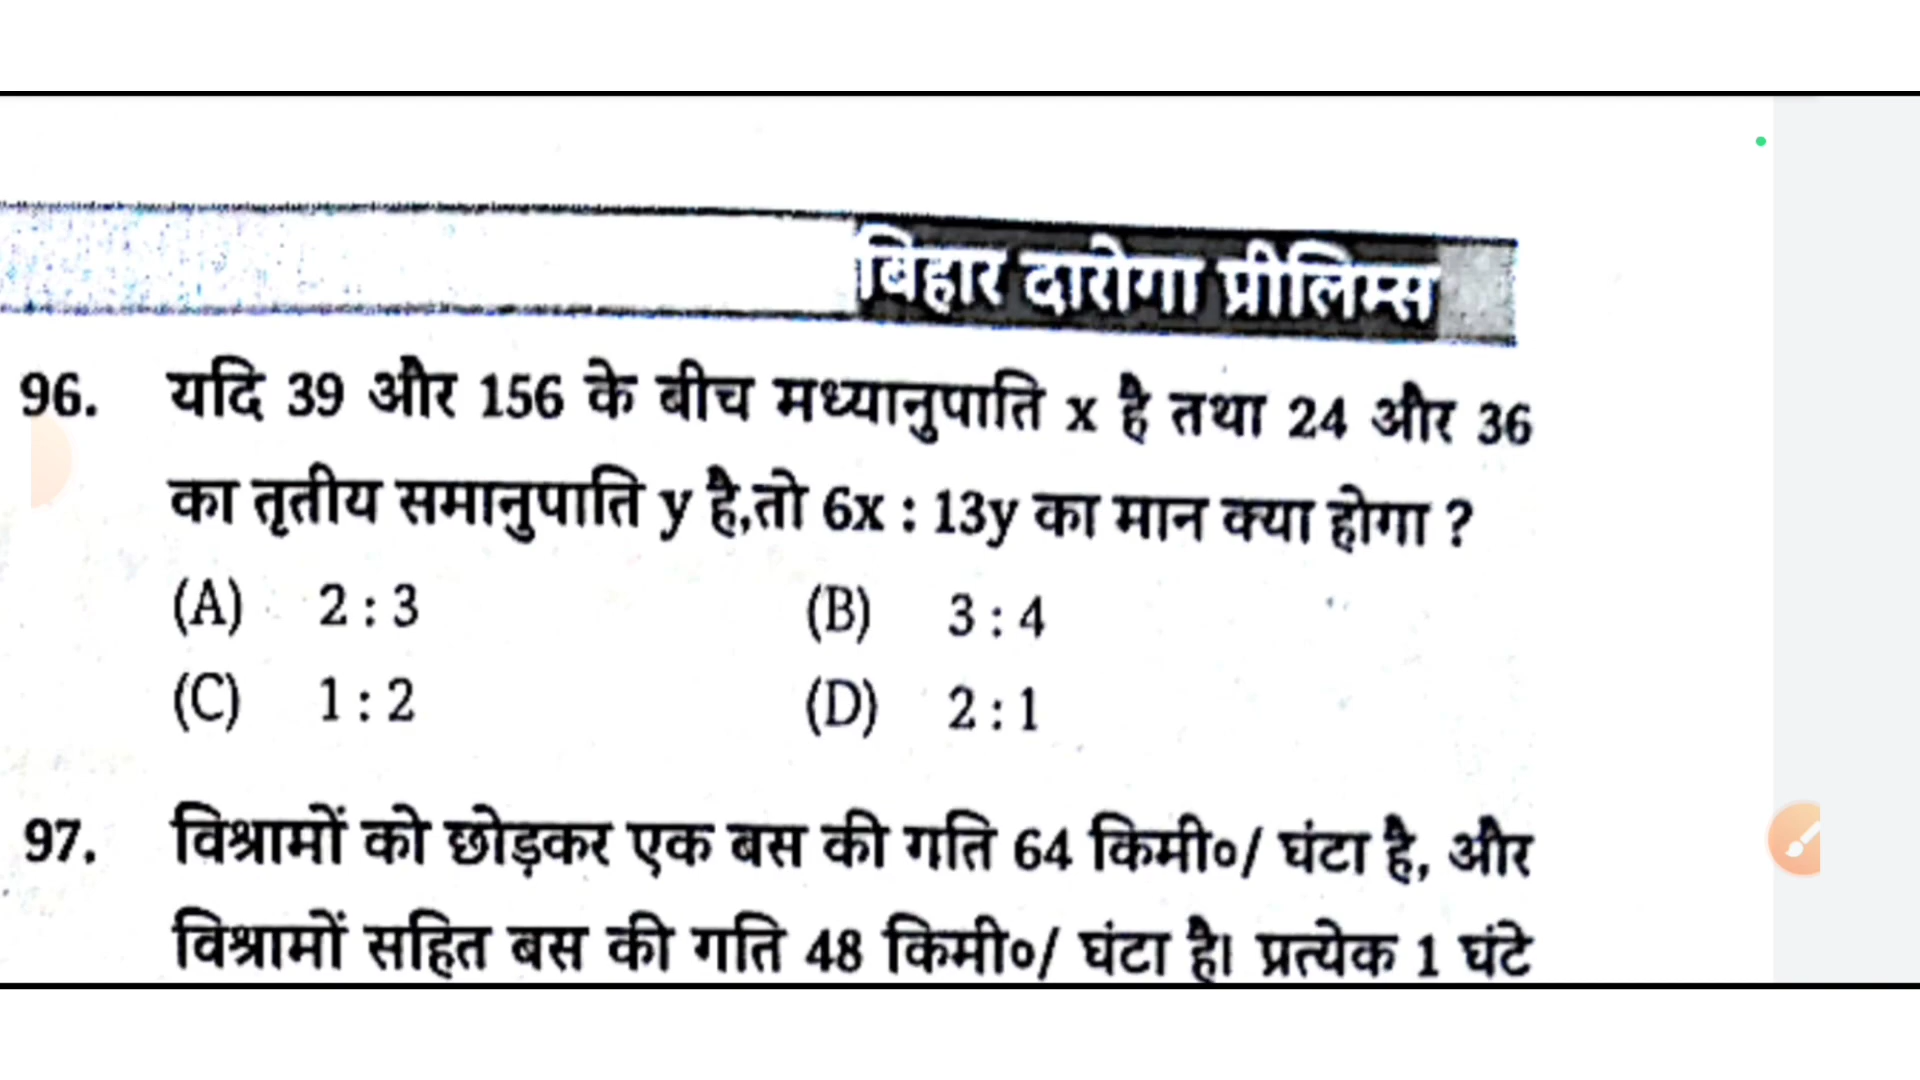 बिहार दारोगा प्रीलिम्स
96. यदि 39 और 156 के बीच मध्यानुपाति x है तथा 24 और 36
का तृतीय समानुपाति y है,तो 6x : 13y का मान क्या होगा ?
(A) 2 : 3 (B) 3 : 4
(C) 1 : 2 (D) 2 : 1
97. विश्रामों को छोड़कर एक बस की गति 64 किमी०/ घंटा है, और
विश्रामों सहित बस की गति 48 किमी०/ घंटा है। प्रत्येक 1 घंटे